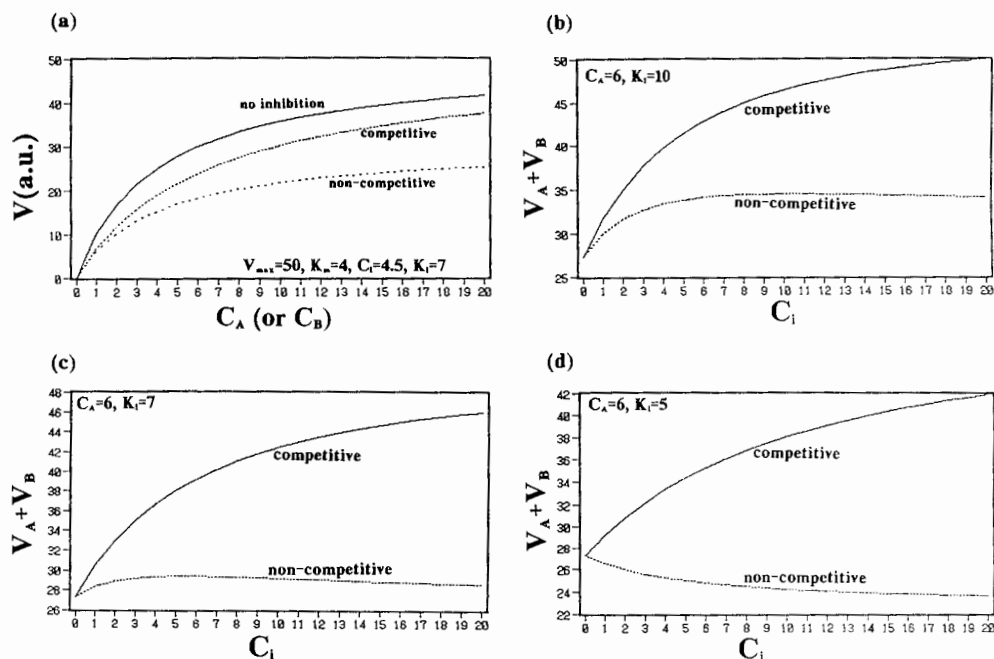 (a)
V(a.u.)
50
40
30
20
10
0
no inhibition
competitive
non-competitive
Vmax=50, Km=4, Ci=4.5, Ki=7
0 1 2 3 4 5 6 7 8 9 10 11 12 13 14 15 16 17 18 19 20
CA (or CB)
(b)
VA+VB
50
45
40
35
30
25
CA=6, Ki=10
competitive
non-competitive
0 1 2 3 4 5 6 7 8 9 10 11 12 13 14 15 16 17 18 19 20
Ci
(c)
VA+VB
48
46
44
42
40
38
36
34
32
30
28
26
CA=6, Ki=7
competitive
non-competitive
0 1 2 3 4 5 6 7 8 9 10 11 12 13 14 15 16 17 18 19 20
Ci
(d)
VA+VB
42
40
38
36
34
32
30
28
26
24
22
CA=6, Ki=5
competitive
non-competitive
0 1 2 3 4 5 6 7 8 9 10 11 12 13 14 15 16 17 18 19 20
Ci